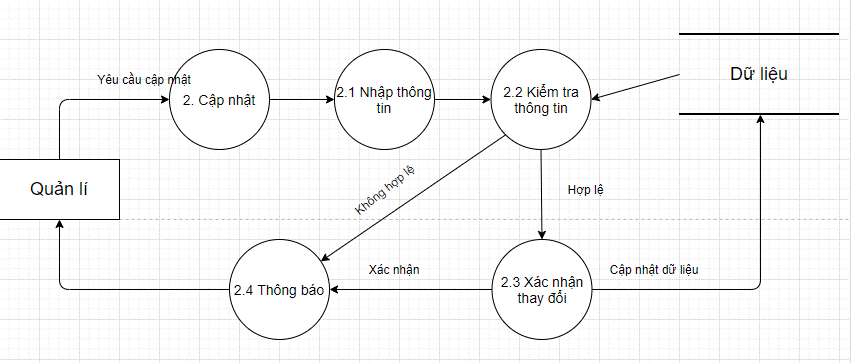 Yêu cầu cập nhật
2. Cập nhật
2.1 Nhập thông
tin
2.2 Kiểm tra
thông tin
Dữ liệu
Quản lí
Không hợp lệ
Hợp lệ
2.4 Thông báo
Xác nhận
2.3 Xác nhận
thay đổi
Cập nhật dữ liệu